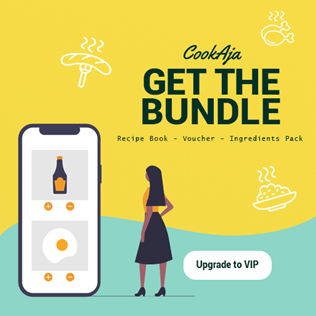 CookAja
GET THE
BUNDLE
Recipe Book - Voucher - Ingredients Pack
Upgrade to VIP